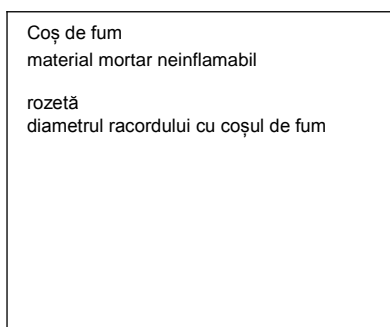 Coș de fum
material mortar neinflamabil
rozetă
diametrul racordului cu coșul de fum